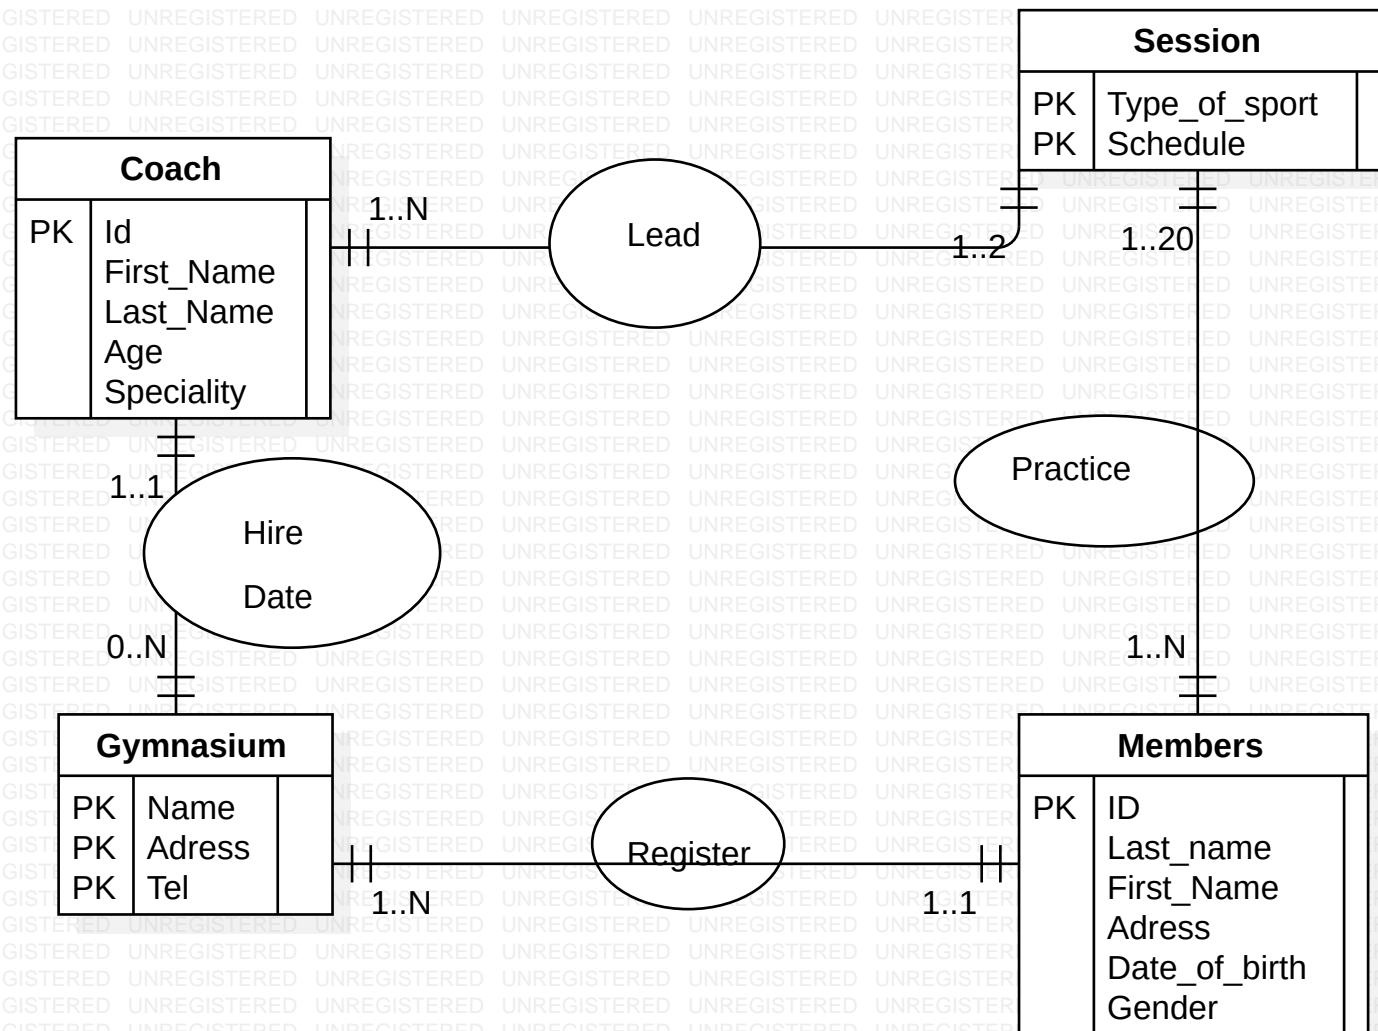 Session
PK Type_of_sport
PK Schedule
Coach
PK Id
First_Name
Last_Name
Age
Speciality
1..N
Lead
1..2
1..20
1..1
Hire
Date
0..N
Practice
1..N
Gymnasium
PK Name
PK Adress
PK Tel
1..N
Register
1..1
Members
PK ID
Last_name
First_Name
Adress
Date_of_birth
Gender
UNREGISTERED